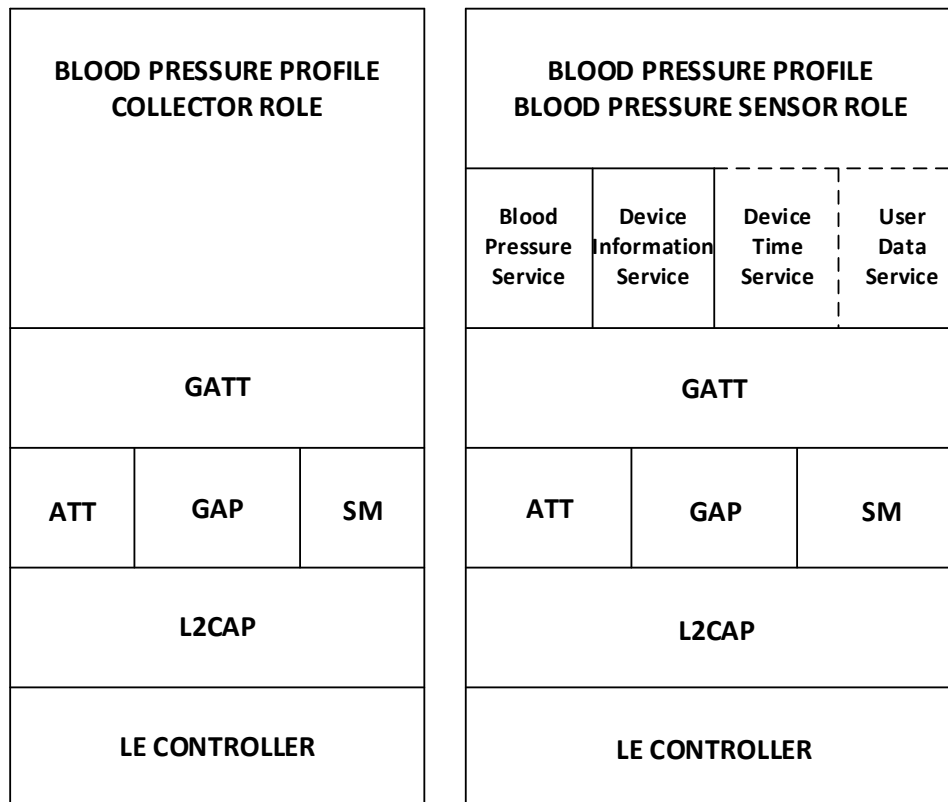 BLOOD PRESSURE PROFILE
COLLECTOR ROLE
GATT
ATT
GAP
SM
L2CAP
LE CONTROLLER
BLOOD PRESSURE PROFILE
BLOOD PRESSURE SENSOR ROLE
Blood
Pressure
Service
Device
Information
Service
Device
Time
Service
User
Data
Service
GATT
ATT
GAP
SM
L2CAP
LE CONTROLLER